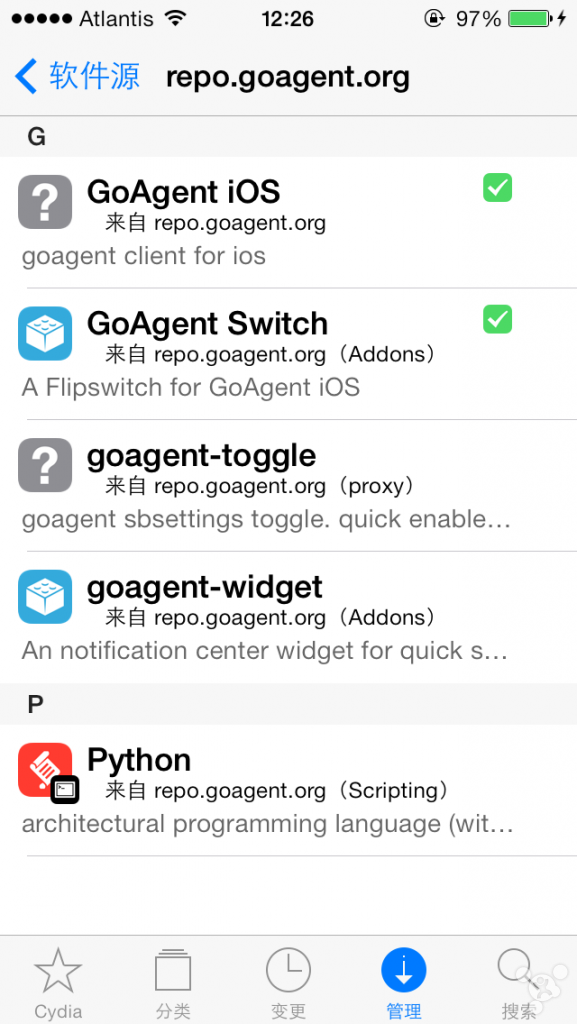 Atlantis 12:26 97%
软件源 repo.goagent.org
G
GoAgent iOS
来自 repo.goagent.org
goagent client for ios
GoAgent Switch
来自 repo.goagent.org（Addons）
A Flipswitch for GoAgent iOS
goagent-toggle
来自 repo.goagent.org（proxy）
goagent sbsettings toggle. quick enable…
goagent-widget
来自 repo.goagent.org（Addons）
An notification center widget for quick s…
P
Python
来自 repo.goagent.org（Scripting）
architectural programming language (wit…
Cydia 分类 变更 管理 搜索